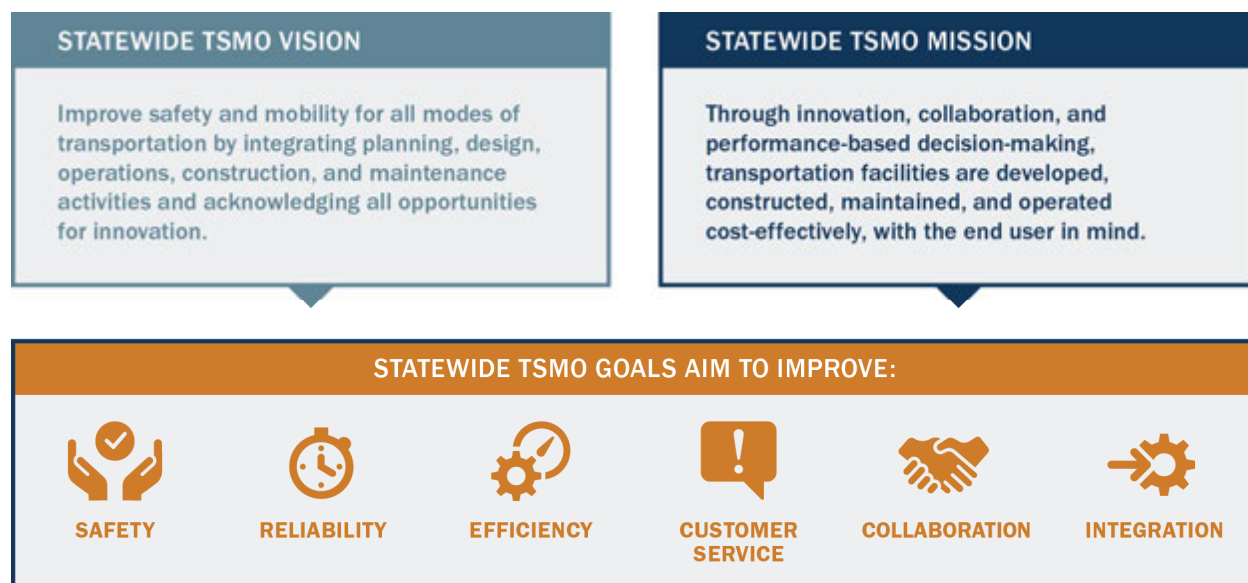 STATEWIDE TSMO VISION
Improve safety and mobility for all modes of
transportation by integrating planning, design,
operations, construction, and maintenance
activities and acknowledging all opportunities
for innovation.
STATEWIDE TSMO MISSION
Through innovation, collaboration, and
performance-based decision-making,
transportation facilities are developed,
constructed, maintained, and operated
cost-effectively, with the end user in mind.
STATEWIDE TSMO GOALS AIM TO IMPROVE:
SAFETY
RELIABILITY
EFFICIENCY
CUSTOMER
SERVICE
COLLABORATION
INTEGRATION